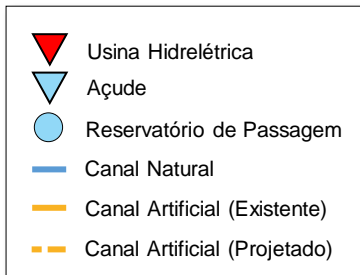 Usina Hidrelétrica
Açude
Reservatório de Passagem
Canal Natural
Canal Artificial (Existente)
Canal Artificial (Projetado)